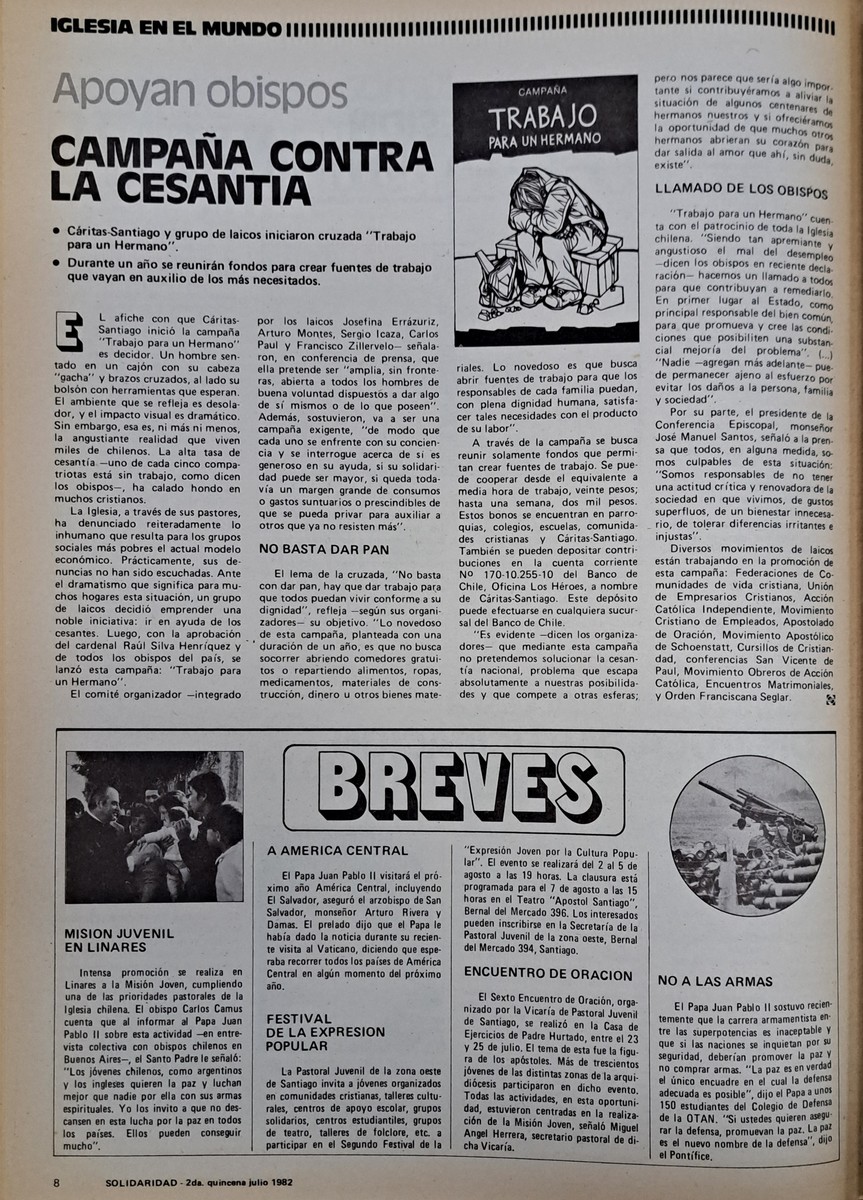 IGLESIA EN EL MUNDO
Apoyan obispos
CAMPAÑA CONTRA
LA CESANTIA
• Cáritas-Santiago y grupo de laicos iniciaron cruzada "Trabajo
para un Hermano".
• Durante un año se reunirán fondos para crear fuentes de trabajo
que vayan en auxilio de los más necesitados.
EL afiche con que Cáritas-
Santiago inició la campaña
"Trabajo para un Hermano"
es decidor. Un hombre sen-
tado en un cajón con su cabeza
"gacha" y brazos cruzados, al lado su
bolsón con herramientas que esperan.
El ambiente que se refleja es desola-
dor, y el impacto visual es dramático.
Sin embargo, esa es, ni más ni menos,
la angustiante realidad que viven
miles de chilenos. La alta tasa de
cesantía —uno de cada cinco compa-
triotas está sin trabajo, como dicen
los obispos—, ha calado hondo en
muchos cristianos.
La Iglesia, a través de sus pastores,
ha denunciado reiteradamente lo
inhumano que resulta para los grupos
sociales más pobres el actual modelo
económico. Prácticamente, sus de-
nuncias no han sido escuchadas. Ante
el dramatismo que significa para mu-
chos hogares esta situación, un grupo
de laicos decidió emprender una
noble iniciativa: ir en ayuda de los
cesantes. Luego, con la aprobación
del cardenal Raúl Silva Henríquez y
de todos los obispos del país, se
lanzó esta campaña: "Trabajo para
un Hermano".
El comité organizador —integrado
por los laicos Josefina Errázuriz,
Arturo Montes, Sergio Icaza, Carlos
Paul y Francisco Zillervelo— señala-
ron, en conferencia de prensa, que
ella pretende ser "amplia, sin fronte-
ras, abierta a todos los hombres de
buena voluntad dispuestos a dar algo
de sí mismos o de lo que poseen".
Además, sostuvieron, va a ser una
campaña exigente, "de modo que
cada uno se enfrente con su concien-
cia y se interrogue acerca de si es
generoso en su ayuda, si su solidari-
dad puede ser mayor, si queda toda-
vía un margen grande de consumos
o gastos suntuarios o prescindibles de
que se pueda privar para auxiliar a
otros que ya no resisten más".
NO BASTA DAR PAN
El lema de la cruzada, "No basta
con dar pan, hay que dar trabajo para
que todos puedan vivir conforme a su
dignidad", refleja —según sus organi-
zadores— su objetivo. "Lo novedoso
de esta campaña, planteada con una
duración de un año, es que no busca
socorrer abriendo comedores gratui-
tos o repartiendo alimentos, ropas,
medicamentos, materiales de cons-
trucción, dinero u otros bienes mate-
CAMPAÑA
TRABAJO
PARA UN HERMANO
riales. Lo novedoso es que busca
abrir fuentes de trabajo para que los
responsables de cada familia puedan,
con plena dignidad humana, satisfa-
cer tales necesidades con el producto
de su labor".
A través de la campaña se busca
reunir solamente fondos que permi-
tan crear fuentes de trabajo. Se pue-
de cooperar desde el equivalente a
media hora de trabajo, veinte pesos;
hasta una semana, dos mil pesos.
Estos bonos se encuentran en parro-
quias, colegios, escuelas, comunida-
des cristianas y Cáritas-Santiago.
También se pueden depositar contri-
buciones en la cuenta corriente
Nº 170-10.255-10 del Banco de
Chile, Oficina Los Héroes, a nombre
de Cáritas-Santiago. Este depósito
puede efectuarse en cualquiera sucur-
sal del Banco de Chile.
"Es evidente —dicen los organiza-
dores— que mediante esta campaña
no pretendemos solucionar la cesan-
tía nacional, problema que escapa
absolutamente a nuestras posibilida-
des y que compete a otras esferas;
pero nos parece que sería algo impor-
tante si contribuyéramos a aliviar la
situación de algunos centenares de
hermanos nuestros y si ofreciéramos
la oportunidad de que muchos otros
hermanos abrieran su corazón para
dar salida al amor que ahí, sin duda,
existe".
LLAMADO DE LOS OBISPOS
"Trabajo para un Hermano" cuen-
ta con el patrocinio de toda la Iglesia
chilena. "Siendo tan apremiante y
angustioso el mal del desempleo
—dicen los obispos en reciente decla-
ración— hacemos un llamado a todos
para que contribuyan a remediarlo.
En primer lugar al Estado, como
principal responsable del bien común,
para que promueva y cree las condi-
ciones que posibiliten una substan-
cial mejoría del problema". (...)
"Nadie —agregan más adelante— pue-
de permanecer ajeno al esfuerzo por
evitar los daños a la persona, familia
y sociedad".
Por su parte, el presidente de la
Conferencia Episcopal, monseñor
José Manuel Santos, señaló a la pren-
sa que todos, en alguna medida, so-
mos culpables de esta situación:
"Somos responsables de no tener
una actitud crítica y renovadora de la
sociedad en que vivimos, de gustos
superfluos, de un bienestar innecesa-
rio, de tolerar diferencias irritantes e
injustas".
Diversos movimientos de laicos
están trabajando en la promoción de
esta campaña: Federaciones de Co-
munidades de vida cristiana, Unión
de Empresarios Cristianos, Acción
Católica Independiente, Movimiento
Cristiano de Empleados, Apostolado
de Oración, Movimiento Apostólico
de Schoenstatt, Cursillos de Cristian-
dad, conferencias San Vicente de
Paul, Movimiento Obreros de Acción
Católica, Encuentros Matrimoniales,
y Orden Franciscana Seglar.
BREVES
MISION JUVENIL
EN LINARES
Intensa promoción se realiza en
Linares a la Misión Joven, cumpliendo
una de las prioridades pastorales de la
Iglesia chilena. El obispo Carlos Camus
cuenta que al informar al Papa Juan
Pablo II sobre esta actividad —en entre-
vista colectiva con obispos chilenos en
Buenos Aires—, el Santo Padre le señaló:
"Los jóvenes chilenos, como argentinos
y los ingleses quieren la paz y luchan
mejor que nadie por ella con sus armas
espirituales. Yo los invito a que no des-
cansen en esta lucha por la paz en todos
los países. Ellos pueden conseguir
mucho".
A AMERICA CENTRAL
El Papa Juan Pablo II visitará el pró-
ximo año América Central, incluyendo
El Salvador, aseguró el arzobispo de San
Salvador, monseñor Arturo Rivera y
Damas. El prelado dijo que el Papa le
había dado la noticia durante su recien-
te visita al Vaticano, diciendo que espe-
raba recorrer todos los países de América
Central en algún momento del próximo
año.
FESTIVAL
DE LA EXPRESION
POPULAR
La Pastoral Juvenil de la zona oeste
de Santiago invita a jóvenes organizados
en comunidades cristianas, talleres cultu-
rales, centros de apoyo escolar, grupos
solidarios, centros estudiantiles, grupos
de teatro, talleres de folclore, etc. a
participar en el Segundo Festival de la
"Expresión Joven por la Cultura Popu-
lar". El evento se realizará del 2 al 5 de
agosto a las 19 horas. La clausura está
programada para el 7 de agosto a las 15
horas en el Teatro "Apostol Santiago",
Bernal del Mercado 396. Los interesados
pueden inscribirse en la Secretaría de la
Pastoral Juvenil de la zona oeste, Bernal
del Mercado 394, Santiago.
ENCUENTRO DE ORACION
El Sexto Encuentro de Oración, orga-
nizado por la Vicaría de Pastoral Juvenil
de Santiago, se realizó en la Casa de
Ejercicios de Padre Hurtado, entre el 23
y 25 de julio. El tema de esta fue la figu-
ra de los apóstoles. Más de trescientos
jóvenes de las distintas zonas de la arqui-
diócesis participaron en dicho evento.
Todas las actividades, en esta oportuni-
dad, estuvieron centradas en la realiza-
ción de la Misión Joven, señaló Miguel
Angel Herrera, secretario pastoral de di-
cha Vicaría.
NO A LAS ARMAS
El Papa Juan Pablo II sostuvo recien-
temente que la carrera armamentista en-
tre las superpotencias es inaceptable y
que si las naciones se inquietan por su
seguridad, deberían promover la paz y
no comprar armas. "La paz es en verdad
el único encuadre en el cual la defensa
adecuada es posible", dijo el Papa a unos
150 estudiantes del Colegio de Defensa
de la OTAN. "Si ustedes quieren asegu-
rar la defensa, promuevan la paz. La paz
es el nuevo nombre de la defensa", dijo
el Pontífice.
8 SOLIDARIDAD - 2da. quincena julio 1982